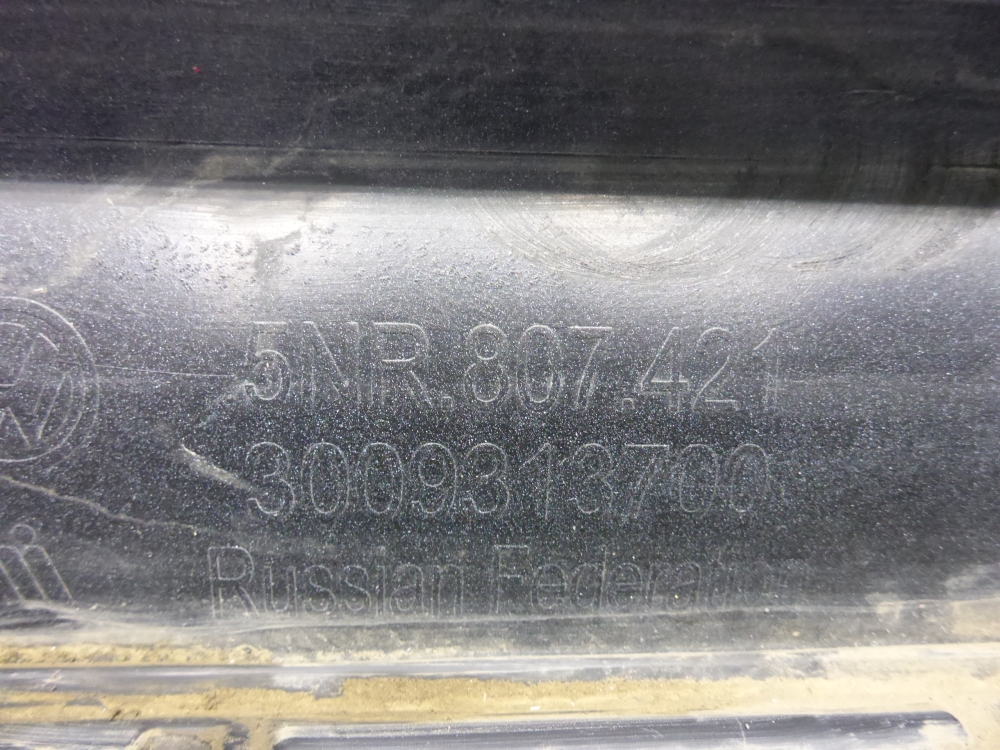 5NR.807.421
3009313700
Russian Federation